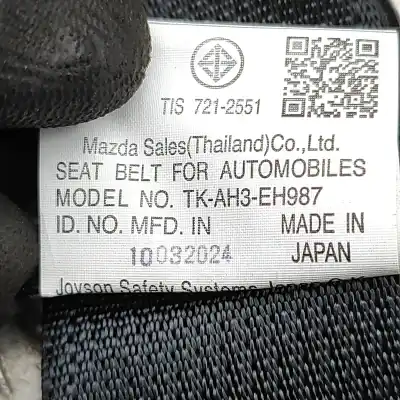 TIS 721-2551
Mazda Sales(Thailand)Co.,Ltd.
SEAT BELT FOR AUTOMOBILES
MODEL NO. TK-AH3-EH987
ID. NO. MFD. IN MADE IN
10032024 JAPAN
Joyson Safety Systems Japan